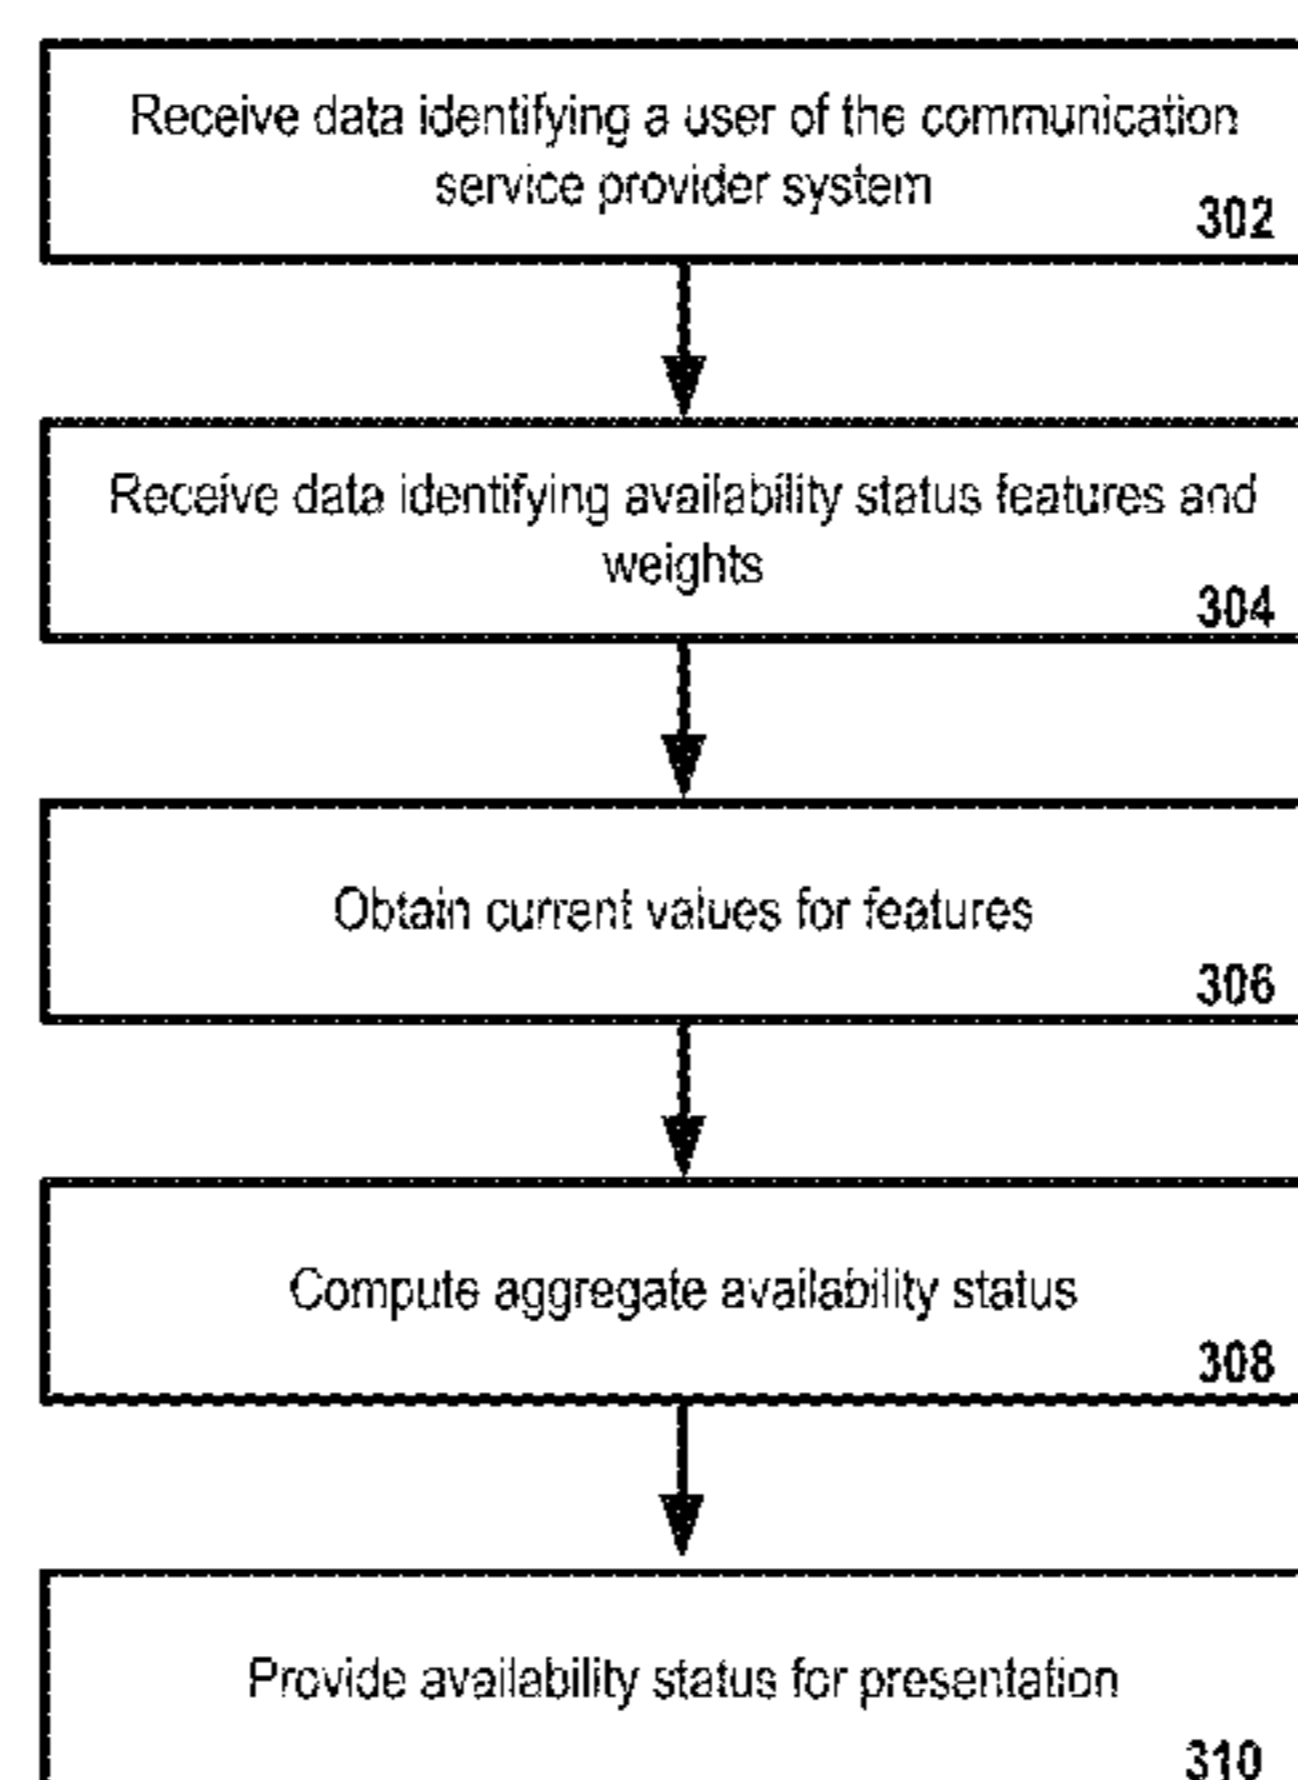 Receive data identifying a user of the communication
service provider system
302
Receive data identifying availability status features and
weights
304
Obtain current values for features
306
Compute aggregate availability status
308
Provide availability status for presentation
310